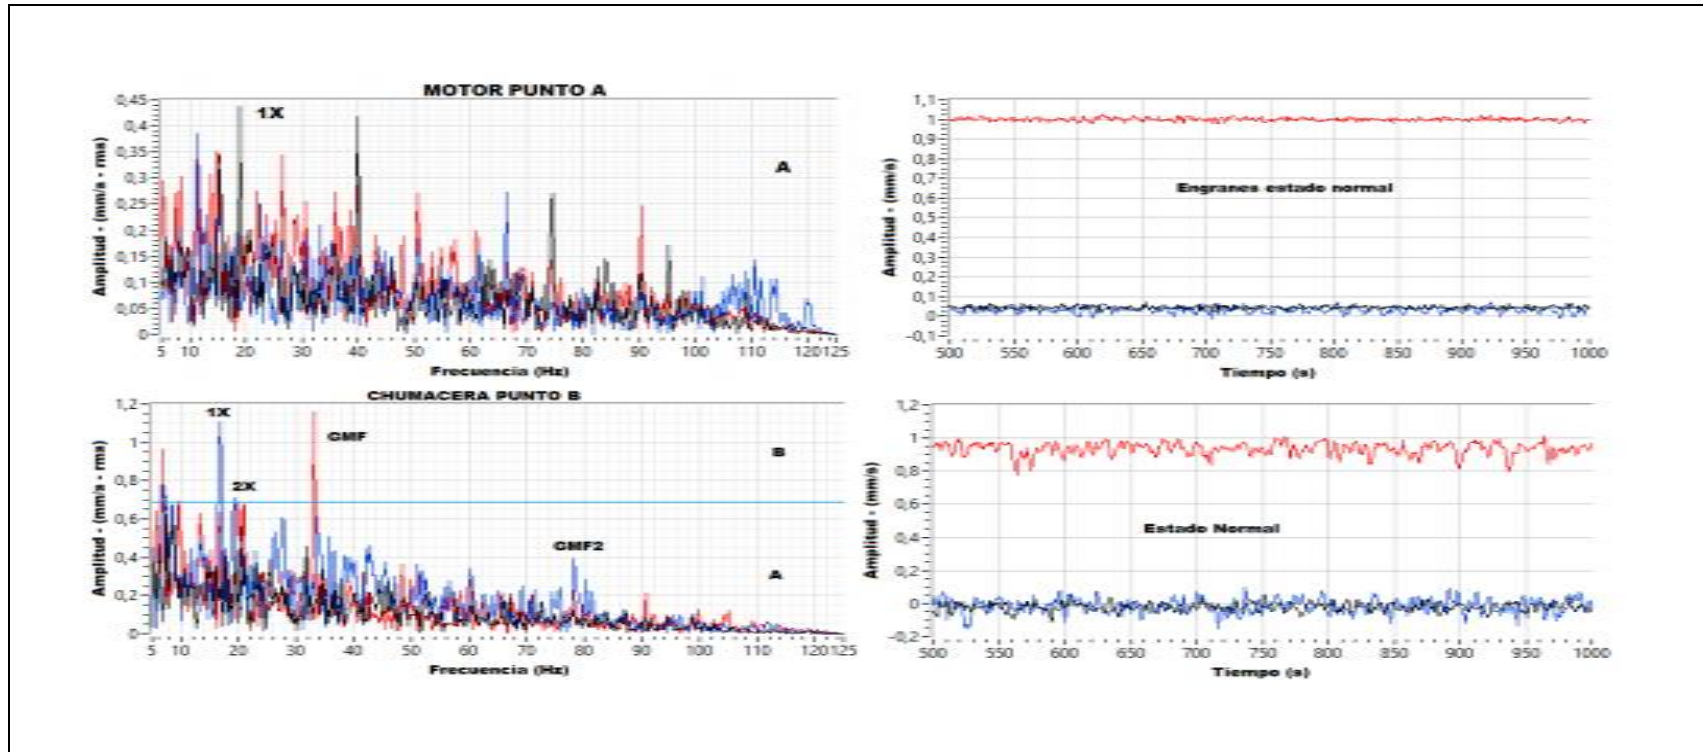 MOTOR PUNTO A
Amplitud - (mm/s - rms)
0,45
0,4
0,35
0,3
0,25
0,2
0,15
0,1
0,05
0
1X
A
5 10 20 30 40 50 60 70 80 90 100 110 120 125
Frecuencia (Hz)
Amplitud - (mm/s)
1,1
1
0,9
0,8
0,7
0,6
0,5
0,4
0,3
0,2
0,1
0
-0,1
Engranes estado normal
500 550 600 650 700 750 800 850 900 950 1000
Tiempo (s)
CHUMACERA PUNTO B
Amplitud - (mm/s - rms)
1,2
1
0,8
0,6
0,4
0,2
0
1X
GMF
B
2X
GMF2
A
5 10 20 30 40 50 60 70 80 90 100 110 120 125
Frecuencia (Hz)
Amplitud - (mm/s)
1,2
1
0,8
0,6
0,4
0,2
0
-0,2
Estado Normal
500 550 600 650 700 750 800 850 900 950 1000
Tiempo (s)